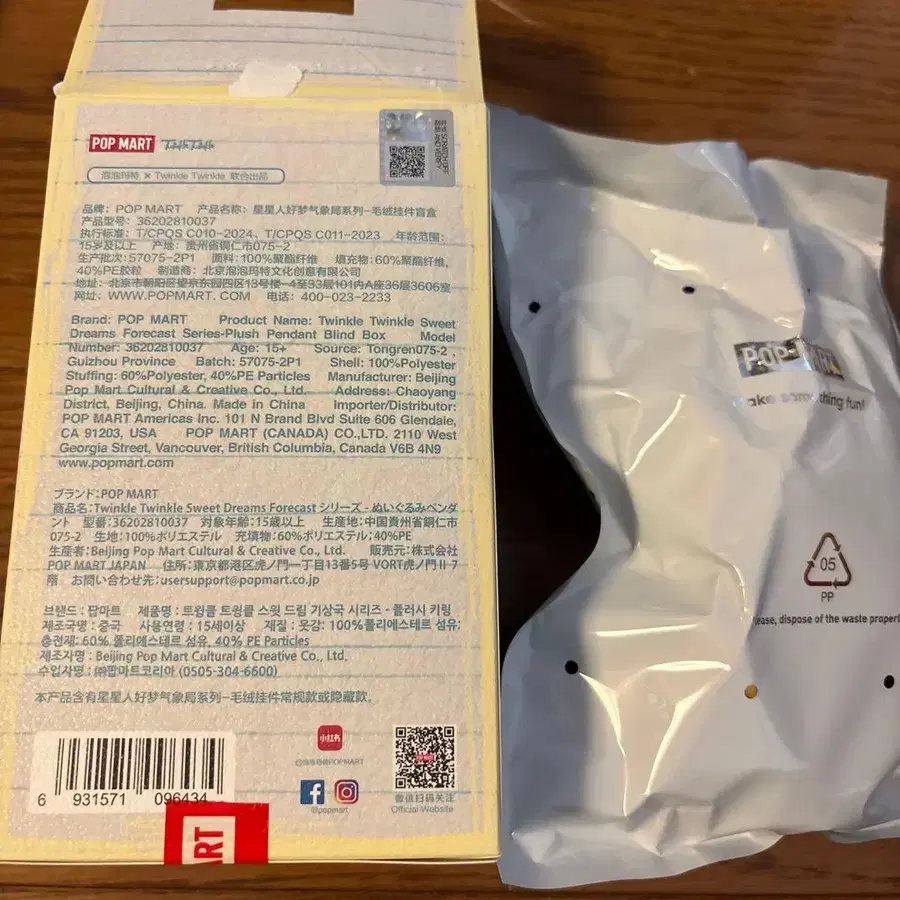 POP MART
泡泡玛特 × Twinkle Twinkle 联合出品
SCRATCH OFF
AND VERIFY
品牌：POP MART 产品名称：星星人好梦气象局系列-毛绒挂件盲盒
产品型号：36202810037
执行标准：T/CPQS C010-2024、T/CPQS C011-2023 年龄范围：
15岁及以上 产地：贵州省铜仁市075-2
生产批次：57075-2P1 面料：100%聚酯纤维 填充物：60%聚酯纤维，
40%PE胶粒 制造商：北京泡泡玛特文化创意有限公司
地址：北京市朝阳区望京东园四区13号楼-4至33层101内A座36层3606室
网址：WWW.POPMART.COM 电话：400-023-2233
Brand: POP MART Product Name: Twinkle Twinkle Sweet
Dreams Forecast Series-Plush Pendant Blind Box Model
Number: 36202810037 Age: 15+ Source: Tongren075-2 ,
Guizhou Province Batch: 57075-2P1 Shell: 100%Polyester
Stuffing: 60%Polyester, 40%PE Particles Manufacturer: Beijing
Pop Mart Cultural & Creative Co., Ltd. Address: Chaoyang
District, Beijing, China. Made in China Importer/Distributor:
POP MART Americas Inc. 101 N Brand Blvd Suite 606 Glendale,
CA 91203, USA POP MART (CANADA) CO.,LTD. 2110 West
Georgia Street, Vancouver, British Columbia, Canada V6B 4N9
www.popmart.com
ブランド：POP MART
商品名：Twinkle Twinkle Sweet Dreams Forecast シリーズ - ぬいぐるみペンダ
ント 型番：36202810037 対象年齢：15歳以上 生産地：中国貴州省銅仁市
075-2 生地：100%ポリエステル 充填物：60%ポリエステル，40%PE
生産者：Beijing Pop Mart Cultural & Creative Co., Ltd. 販売元：株式会社
POP MART JAPAN 住所：東京都港区虎ノ門一丁目13番5号 VORT虎ノ門Ⅱ 7
階 お問い合わせ先：usersupport@popmart.co.jp
브랜드 : 팝마트 제품명 : 트윙클 트윙클 스윗 드림 기상국 시리즈 - 플러시 키링
제조국명 : 중국 사용연령 : 15세이상 재질 : 옷감: 100%폴리에스테르 섬유;
충전재: 60% 폴리에스테르 섬유, 40% PE Particles
제조자명 : Beijing Pop Mart Cultural & Creative Co., Ltd.
수입자명 : ㈜팝마트코리아 (0505-304-6600)
本产品含有星星人好梦气象局系列-毛绒挂件常规款或隐藏款。
小红书
@泡泡玛特POPMART
@popmart
POP MART
微信扫码关注
Official Website
6 931571 096434
ART
POP MART
ake something fun!
05
PP
ease, dispose of the waste properl